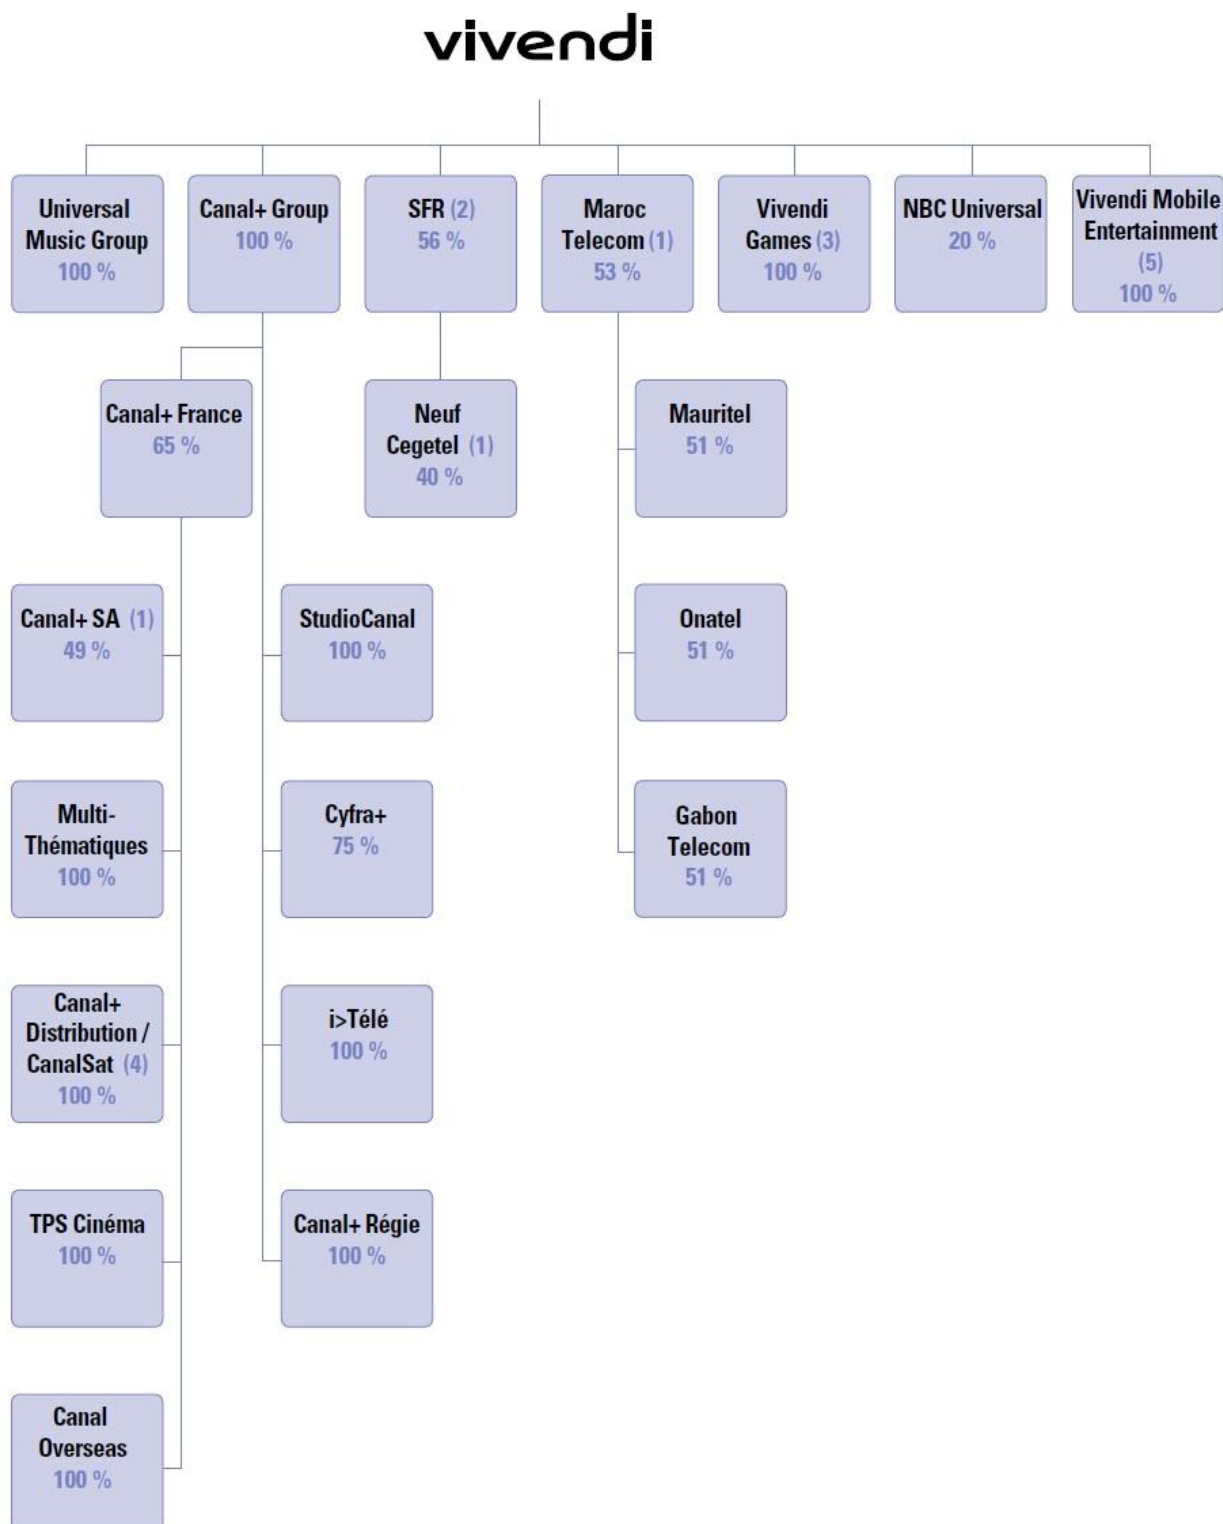 vivendi
Universal
Music Group
100 %
Canal+ Group
100 %
SFR (2)
56 %
Maroc
Telecom (1)
53 %
Vivendi
Games (3)
100 %
NBC Universal
20 %
Vivendi Mobile
Entertainment
(5)
100 %
Canal+ France
65 %
Neuf
Cegetel (1)
40 %
Mauritel
51 %
Canal+ SA (1)
49 %
StudioCanal
100 %
Onatel
51 %
Multi-
Thématiques
100 %
Cyfra+
75 %
Gabon
Telecom
51 %
Canal+
Distribution /
CanalSat (4)
100 %
i>Télé
100 %
TPS Cinéma
100 %
Canal+ Régie
100 %
Canal
Overseas
100 %